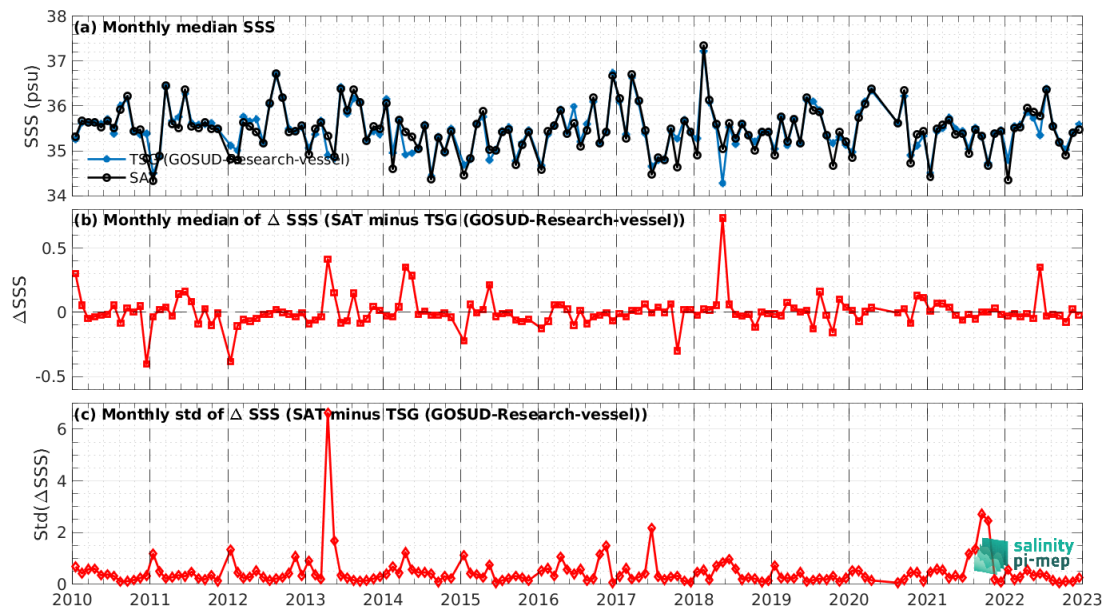 (a) Monthly median SSS
38
37
36
35
34
SSS (psu)
TSG (GOSUD-Research-vessel)
SAT
(b) Monthly median of Δ SSS (SAT minus TSG (GOSUD-Research-vessel))
0.5
0
-0.5
ΔSSS
(c) Monthly std of Δ SSS (SAT minus TSG (GOSUD-Research-vessel))
6
4
2
0
Std(ΔSSS)
salinity
pi-mep
2010 2011 2012 2013 2014 2015 2016 2017 2018 2019 2020 2021 2022 2023